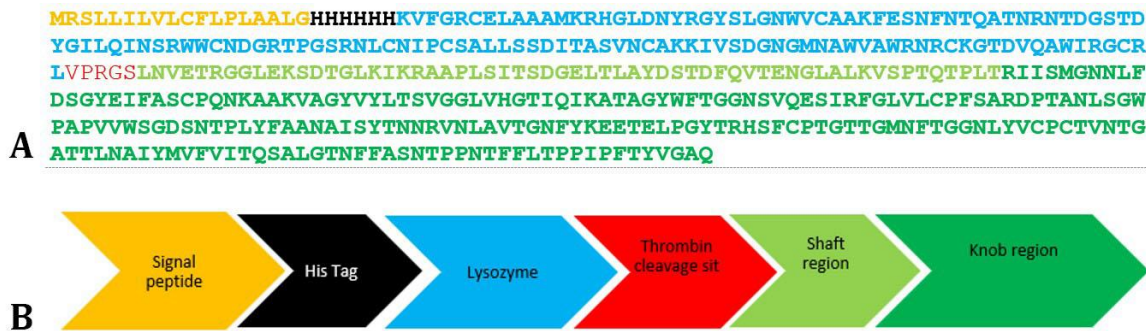 MRSLLILVLCFLPLAALGHHHHHHKVFGRCELAAAMKRHGLDNYRGYSLGNWVCAAKFESNFNTQATNRNTDGSTD
YGILQINSRWWCNDGRTPGSRNLCNIPCSALLSSDITASVNCAKKIVSDGNGMNAWVAWRNRCKGTDVQAWIRGCR
LVPRGSLNVETRGGLEKSDTGLKIKRAAPLSITSDGELTLAYDSTDFQVTENGLALKVSPTQTPLTRIISMGNNLF
DSGYEIFASCPQNKAAKVAGYVYLTSVGGLVHGTIQIKATAGYWFTGGNSVQESIRFGLVLCPFSARDPTANLSGW
PAPVVWSGDSNTPLYFAANAISYTNNRVNLAVTGNFYKEETELPGYTRHSFCPTGTTGMNFTGGNLYVCPCTVNTG
A ATTLNAIYMVFVITQSALGTNFFASNTPPNTFFLTPPIPFTYVGAQ
Signal
peptide
His Tag
Lysozyme
Thrombin
cleavage sit
Shaft
region
Knob region
B